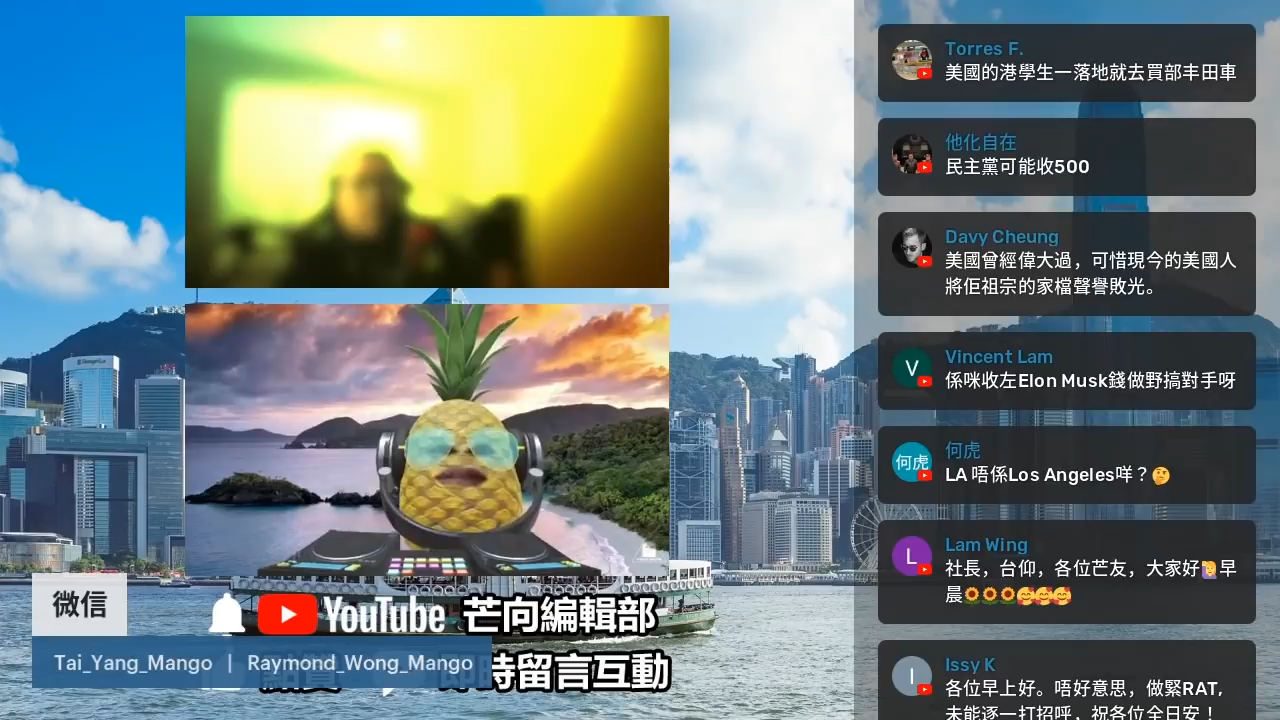 Torres F.
美國的港學生一落地就去買部丰田車
他化自在
民主黨可能收500
Davy Cheung
美國曾經偉大過，可惜現今的美國人
將佢祖宗的家檔聲譽敗光。
Vincent Lam
V
係咪收左Elon Musk錢做野搞對手呀
何虎
何虎
LA 唔係Los Angeles咩？🤔
Lam Wing
L
社長，台仰，各位芒友，大家好🙋早
晨🌻🌻🌻🥰🥰🥰
Issy K
I
各位早上好。唔好意思，做緊RAT,
未能逐一打招呼，祝各位全日安！
微信
YouTube 芒向編輯部
Tai_Yang_Mango | Raymond_Wong_Mango
即時留言互動